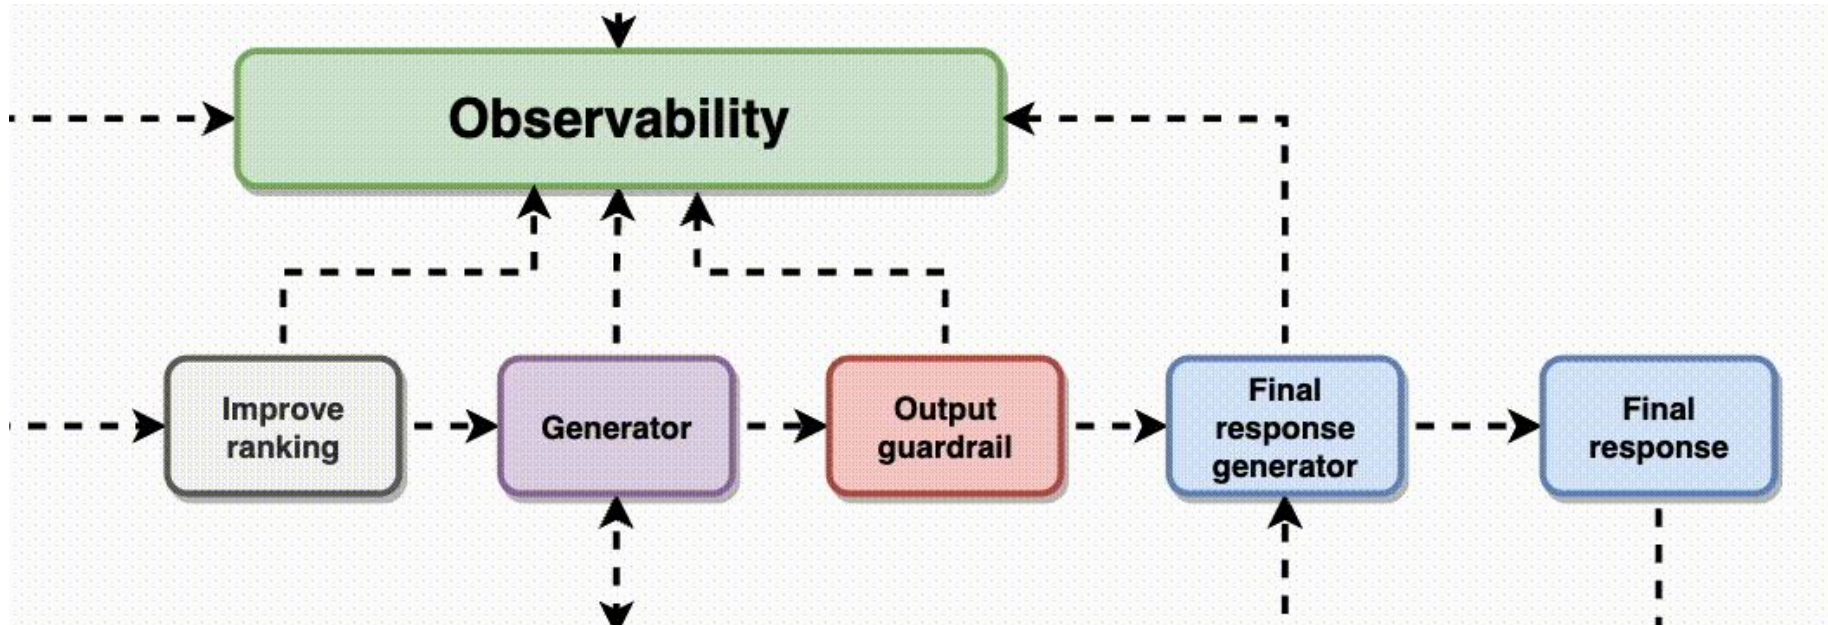 Observability
Improve
ranking
Generator
Output
guardrail
Final
response
generator
Final
response